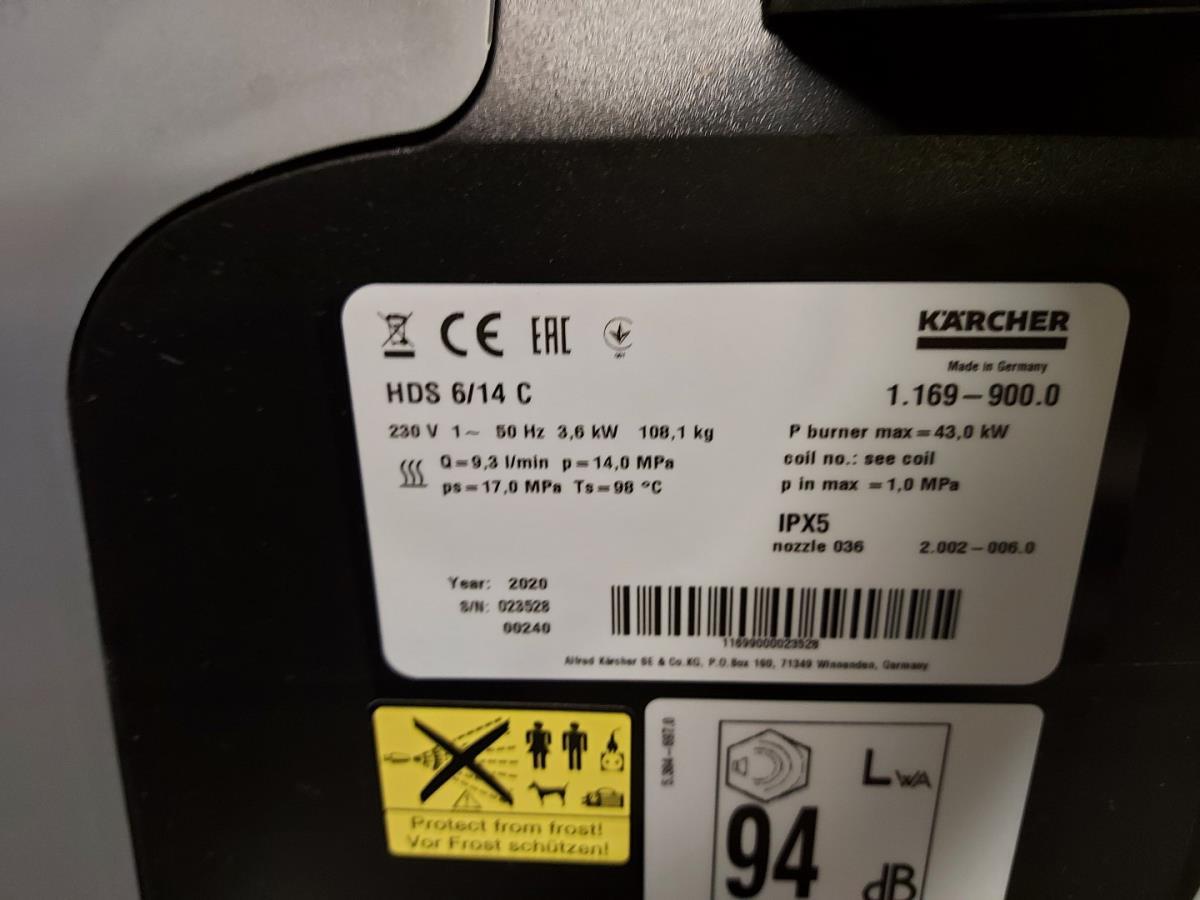 CE EAC
KÄRCHER
Made in Germany
HDS 6/14 C
1.169-900.0
230 V 1~ 50 Hz 3,6 kW 108,1 kg
P burner max=43,0 kW
Q=9,3 l/min p=14,0 MPa
coil no.: see coil
ps=17,0 MPa Ts=98 °C
p in max =1,0 MPa
IPX5
nozzle 036 2.002-006.0
Year: 2020
S/N: 023528
00240
11699000023528
Alfred Kärcher SE & Co.KG, P.O.Box 160, 71349 Winnenden, Germany
Protect from frost!
Vor Frost schützen!
LWA
94
dB